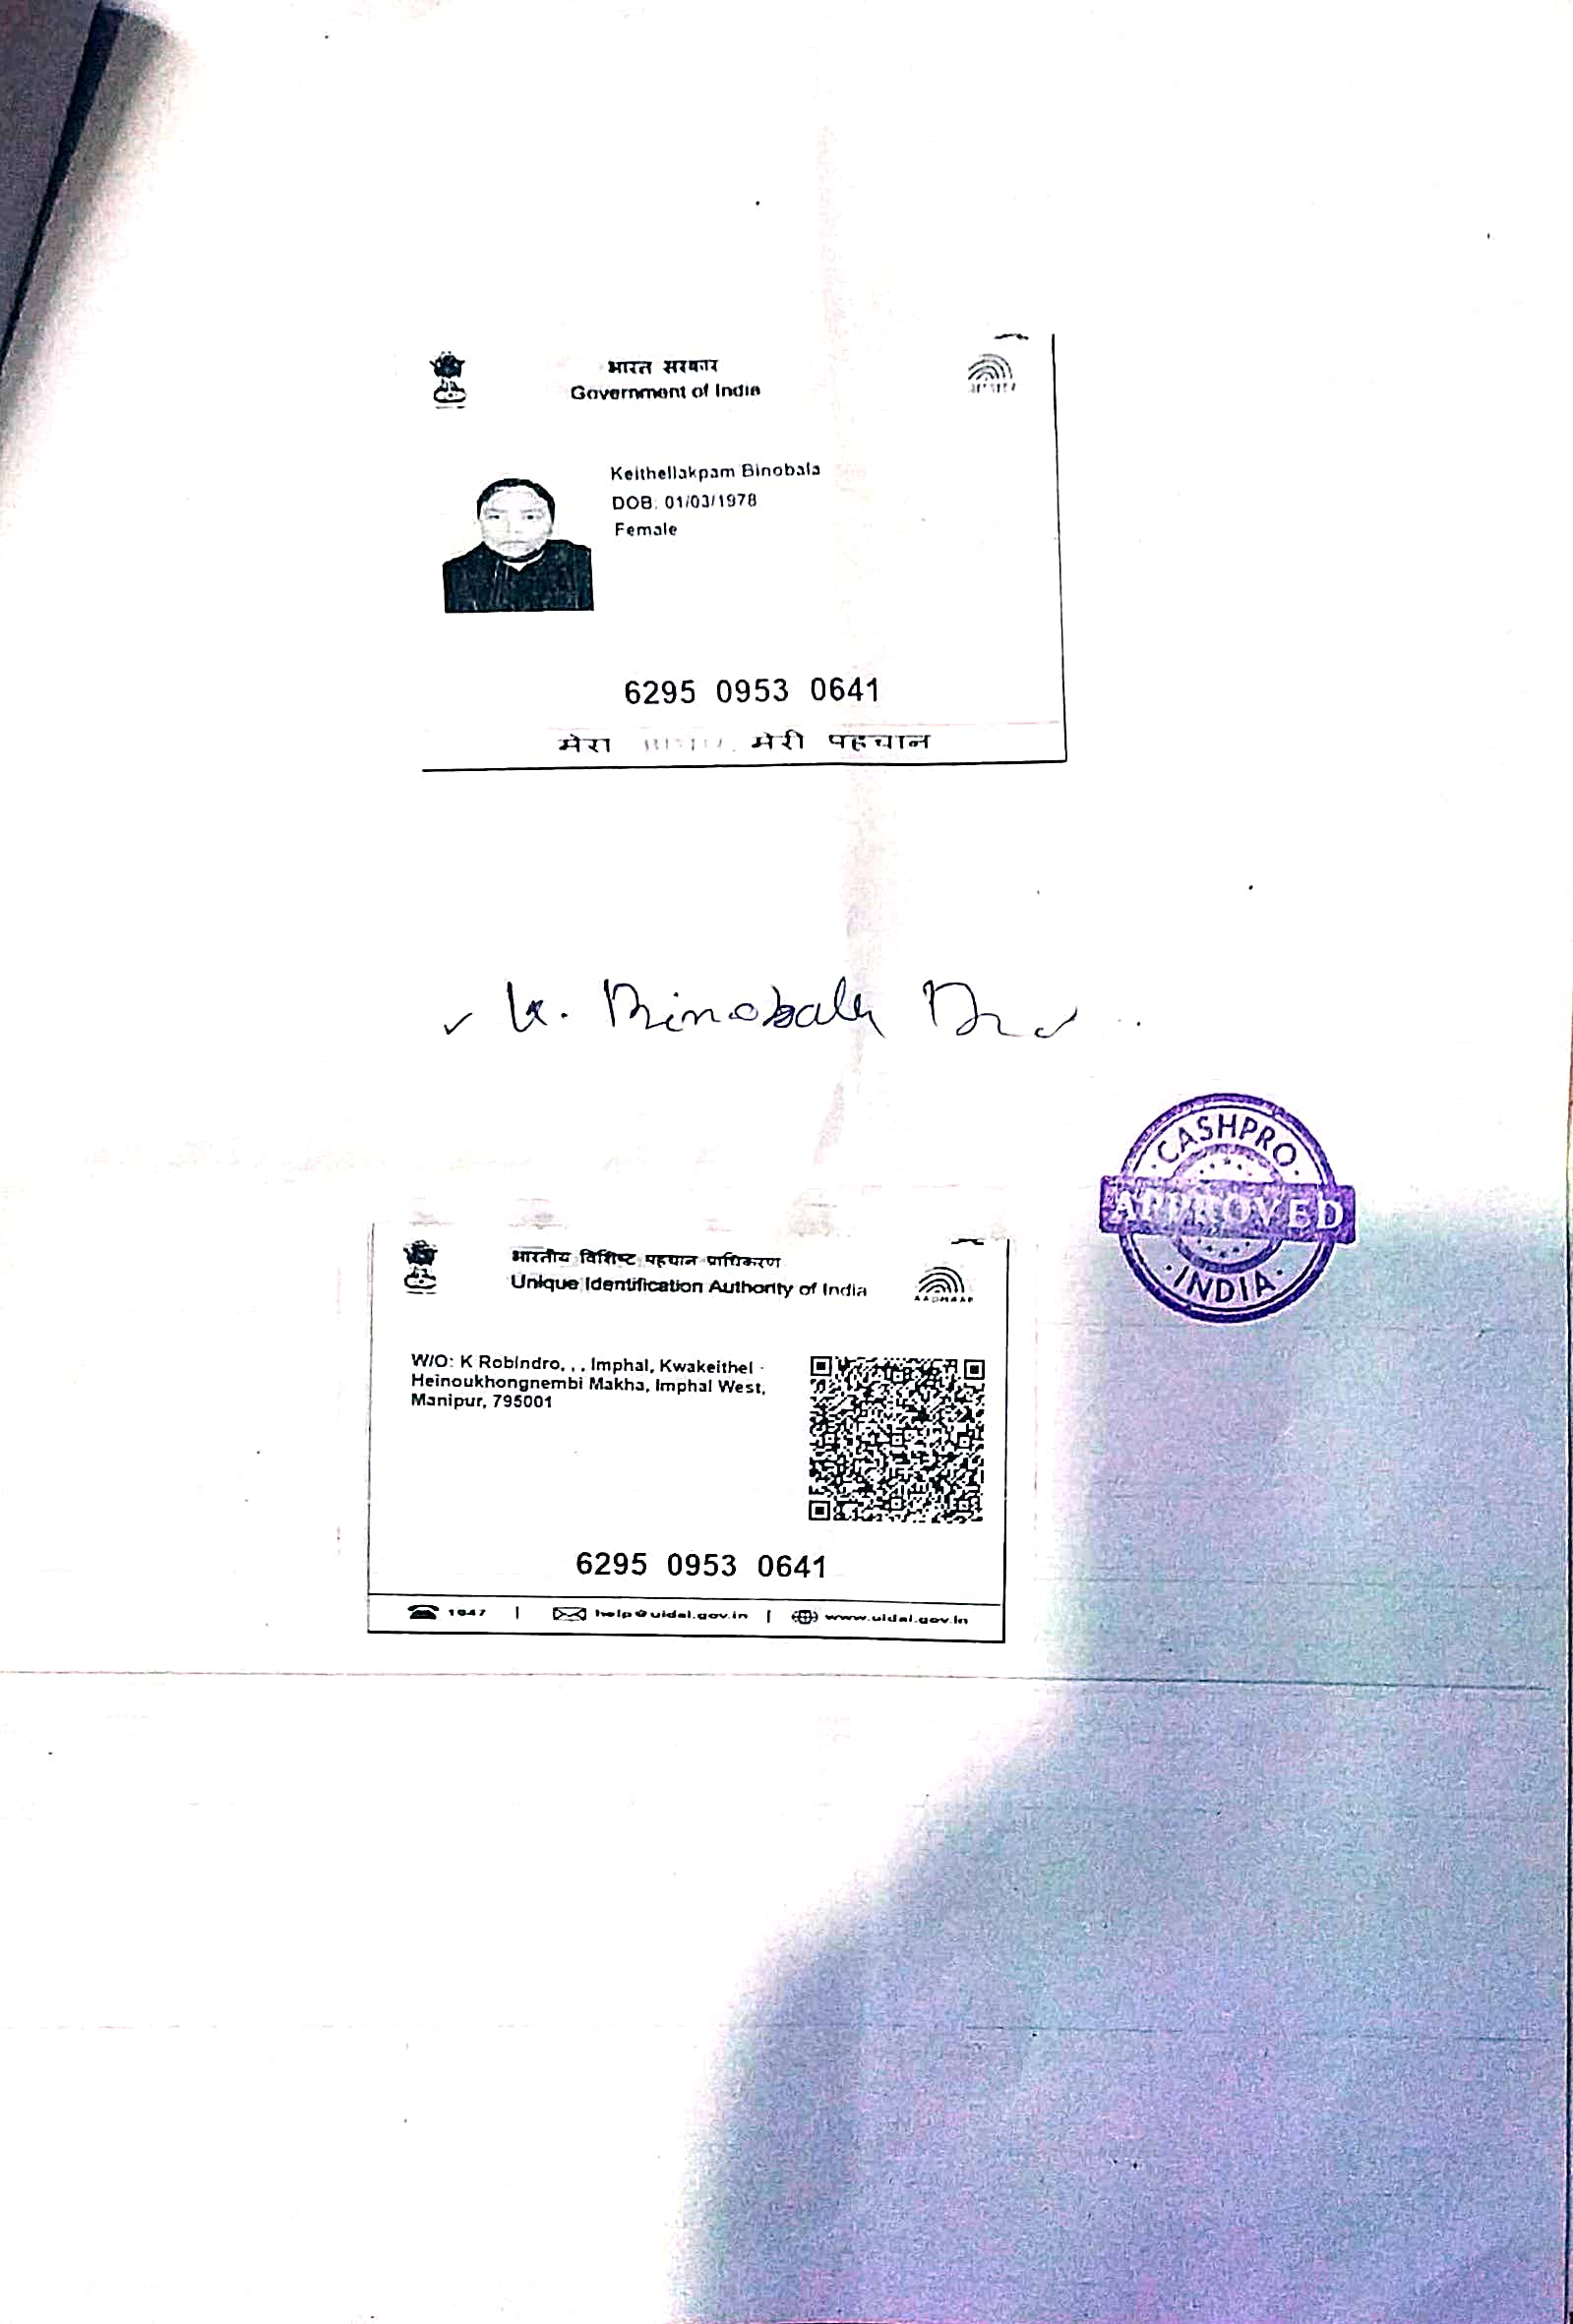 भारत सरकार
Government of India
Keithellakpam Binobala
DOB: 01/03/1978
Female
6295 0953 0641
मेरा आधार, मेरी पहचान
✓ K. Binobala
CASHPRO
APPROVED
INDIA
भारतीय विशिष्ट पहचान प्राधिकरण
Unique Identification Authority of India
AADHAAR
W/O: K Robindro, , , Imphal, Kwakeithel -
Heinoukhongnembi Makha, Imphal West,
Manipur, 795001
6295 0953 0641
1947 | help@uidai.gov.in | www.uidai.gov.in